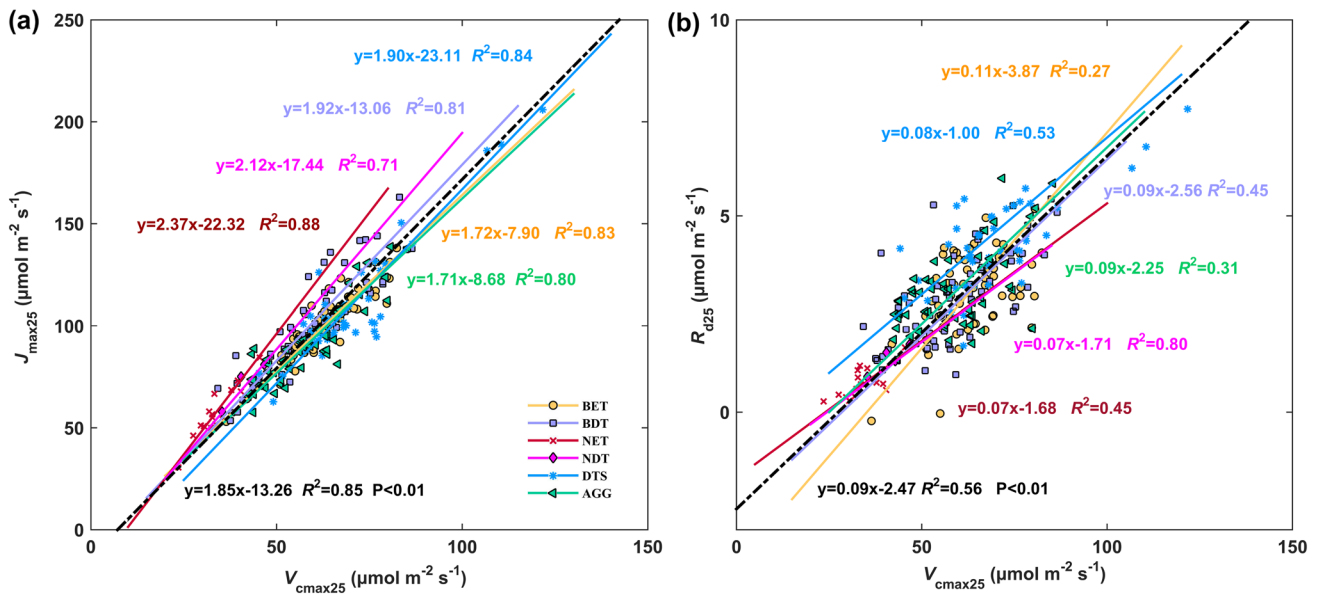 (a)
250
200
150
100
50
0
0
50
100
150
J_max25 (µmol m⁻² s⁻¹)
V_cmax25 (µmol m⁻² s⁻¹)
y=1.90x-23.11 R²=0.84
y=1.92x-13.06 R²=0.81
y=2.12x-17.44 R²=0.71
y=2.37x-22.32 R²=0.88
y=1.72x-7.90 R²=0.83
y=1.71x-8.68 R²=0.80
y=1.85x-13.26 R²=0.85 P<0.01
BET
BDT
NET
NDT
DTS
AGG
(b)
10
5
0
0
50
100
150
R_d25 (µmol m⁻² s⁻¹)
V_cmax25 (µmol m⁻² s⁻¹)
y=0.11x-3.87 R²=0.27
y=0.08x-1.00 R²=0.53
y=0.09x-2.56 R²=0.45
y=0.09x-2.25 R²=0.31
y=0.07x-1.71 R²=0.80
y=0.07x-1.68 R²=0.45
y=0.09x-2.47 R²=0.56 P<0.01